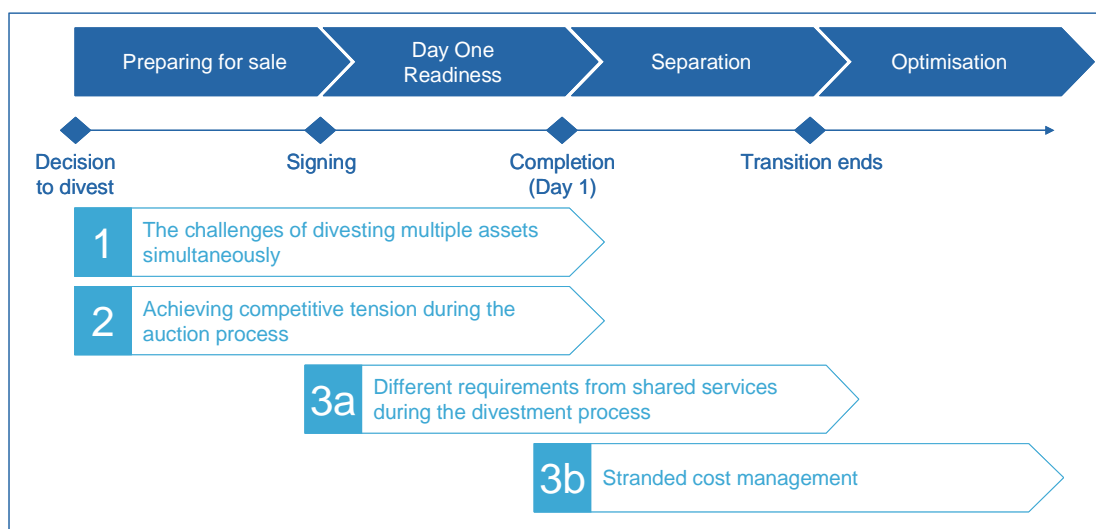 Preparing for sale
Day One
Readiness
Separation
Optimisation
Decision
to divest
Signing
Completion
(Day 1)
Transition ends
1
The challenges of divesting multiple assets
simultaneously
2
Achieving competitive tension during the
auction process
3a
Different requirements from shared services
during the divestment process
3b
Stranded cost management